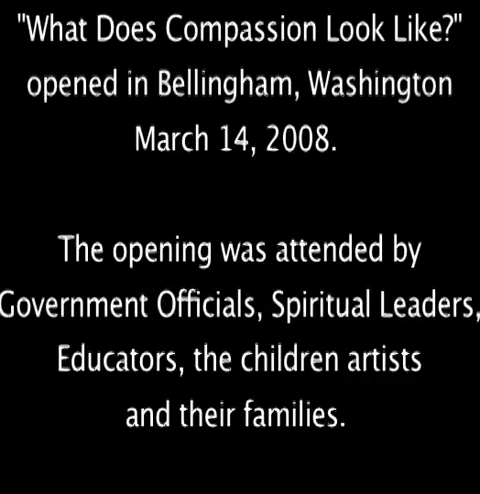 "What Does Compassion Look Like?"
opened in Bellingham, Washington
March 14, 2008.
The opening was attended by
Government Officials, Spiritual Leaders,
Educators, the children artists
and their families.